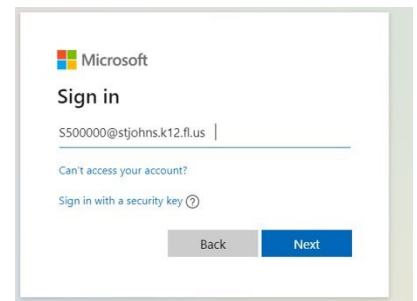 Microsoft
Sign in
S500000@stjohns.k12.fl.us
Can't access your account?
Sign in with a security key ?
Back Next